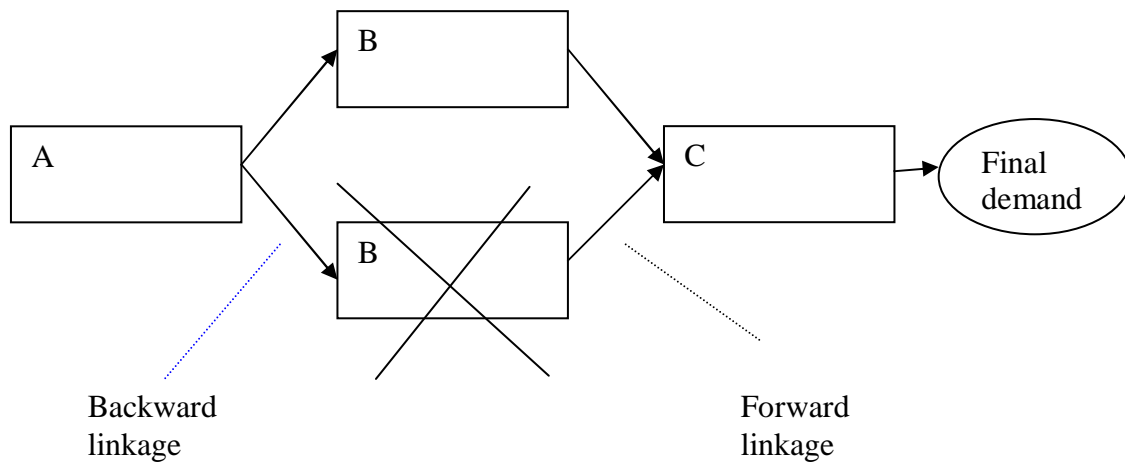 B
A
C
Final
demand
B
Backward
linkage
Forward
linkage